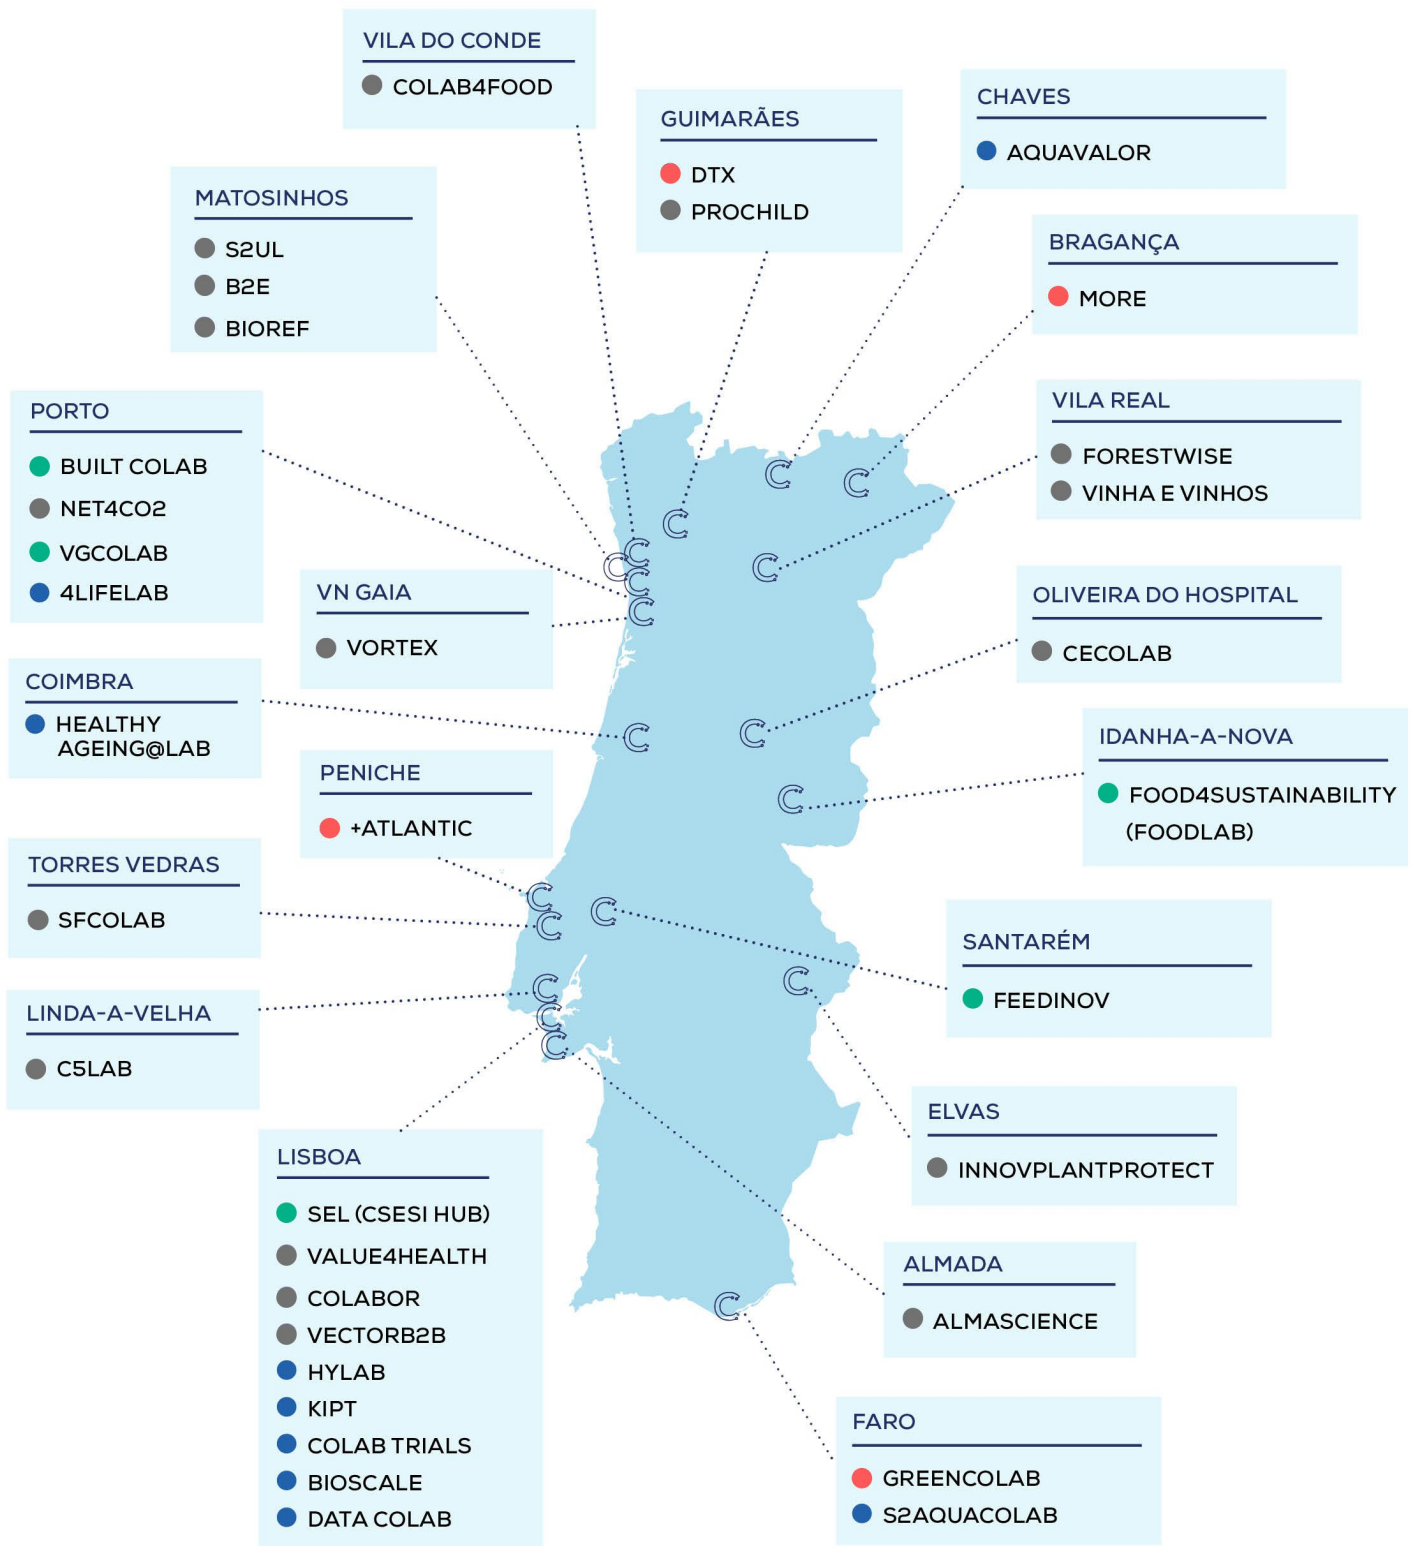 VILA DO CONDE
COLAB4FOOD
GUIMARÃES
DTX
PROCHILD
CHAVES
AQUAVALOR
MATOSINHOS
S2UL
B2E
BIOREF
BRAGANÇA
MORE
PORTO
BUILT COLAB
NET4CO2
VGCOLAB
4LIFELAB
VILA REAL
FORESTWISE
VINHA E VINHOS
VN GAIA
VORTEX
OLIVEIRA DO HOSPITAL
CECOLAB
COIMBRA
HEALTHY
AGEING@LAB
IDANHA-A-NOVA
FOOD4SUSTAINABILITY
(FOODLAB)
PENICHE
+ATLANTIC
TORRES VEDRAS
SFCOLAB
SANTARÉM
FEEDINOV
LINDA-A-VELHA
C5LAB
ELVAS
INNOVPLANTPROTECT
LISBOA
SEL (CSESI HUB)
VALUE4HEALTH
COLABOR
VECTORB2B
HYLAB
KIPT
COLAB TRIALS
BIOSCALE
DATA COLAB
ALMADA
ALMASCIENCE
FARO
GREENCOLAB
S2AQUACOLAB